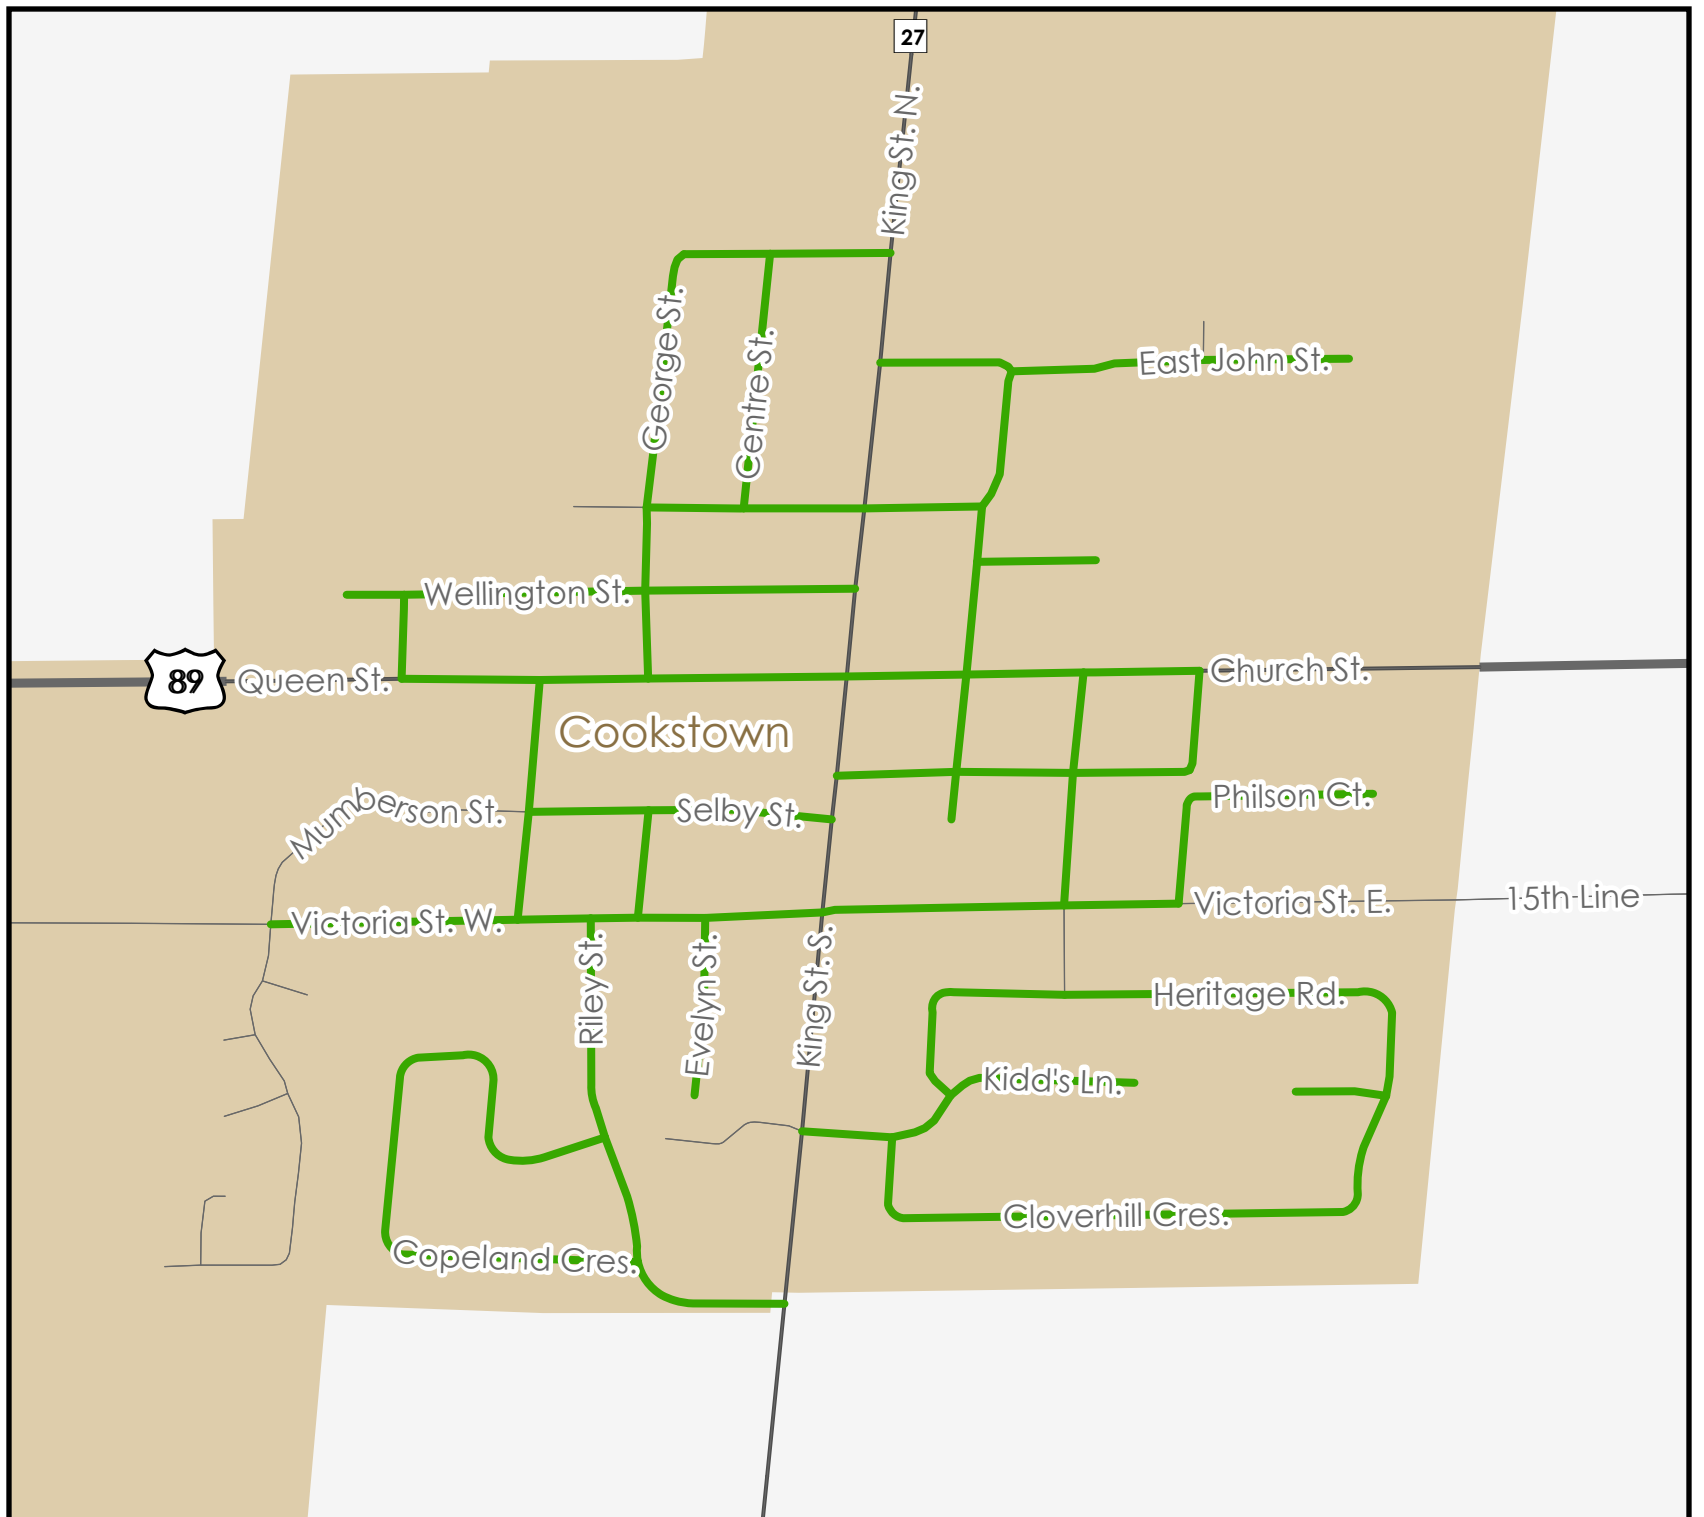 27
King St. N.
George St.
Centre St.
East John St.
Wellington St.
89
Queen St.
Church St.
Cookstown
Mumberson St.
Selby St.
Philson Ct.
Victoria St. W.
Victoria St. E.
15th Line
Riley St.
Evelyn St.
King St. S.
Heritage Rd.
Kidd's Ln.
Cloverhill Cres.
Copeland Cres.